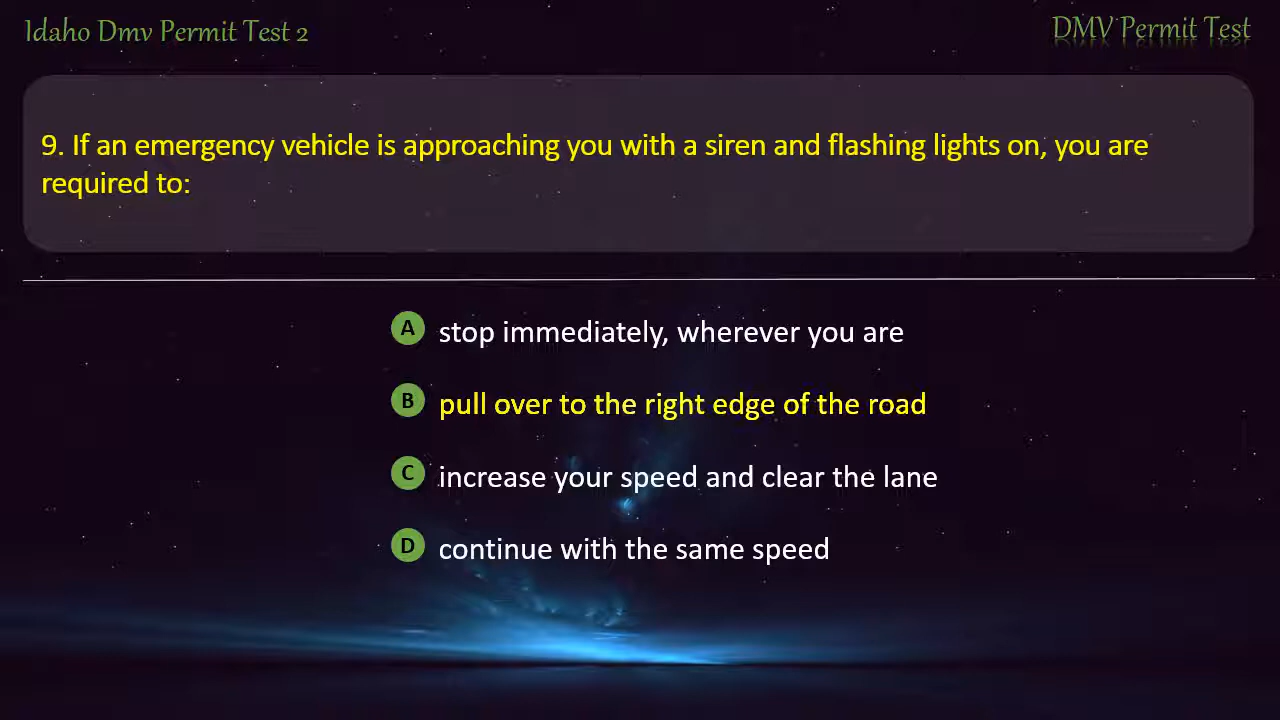 Idaho Dmv Permit Test 2
DMV Permit Test
9. If an emergency vehicle is approaching you with a siren and flashing lights on, you are
required to:
A stop immediately, wherever you are
B pull over to the right edge of the road
C increase your speed and clear the lane
D continue with the same speed